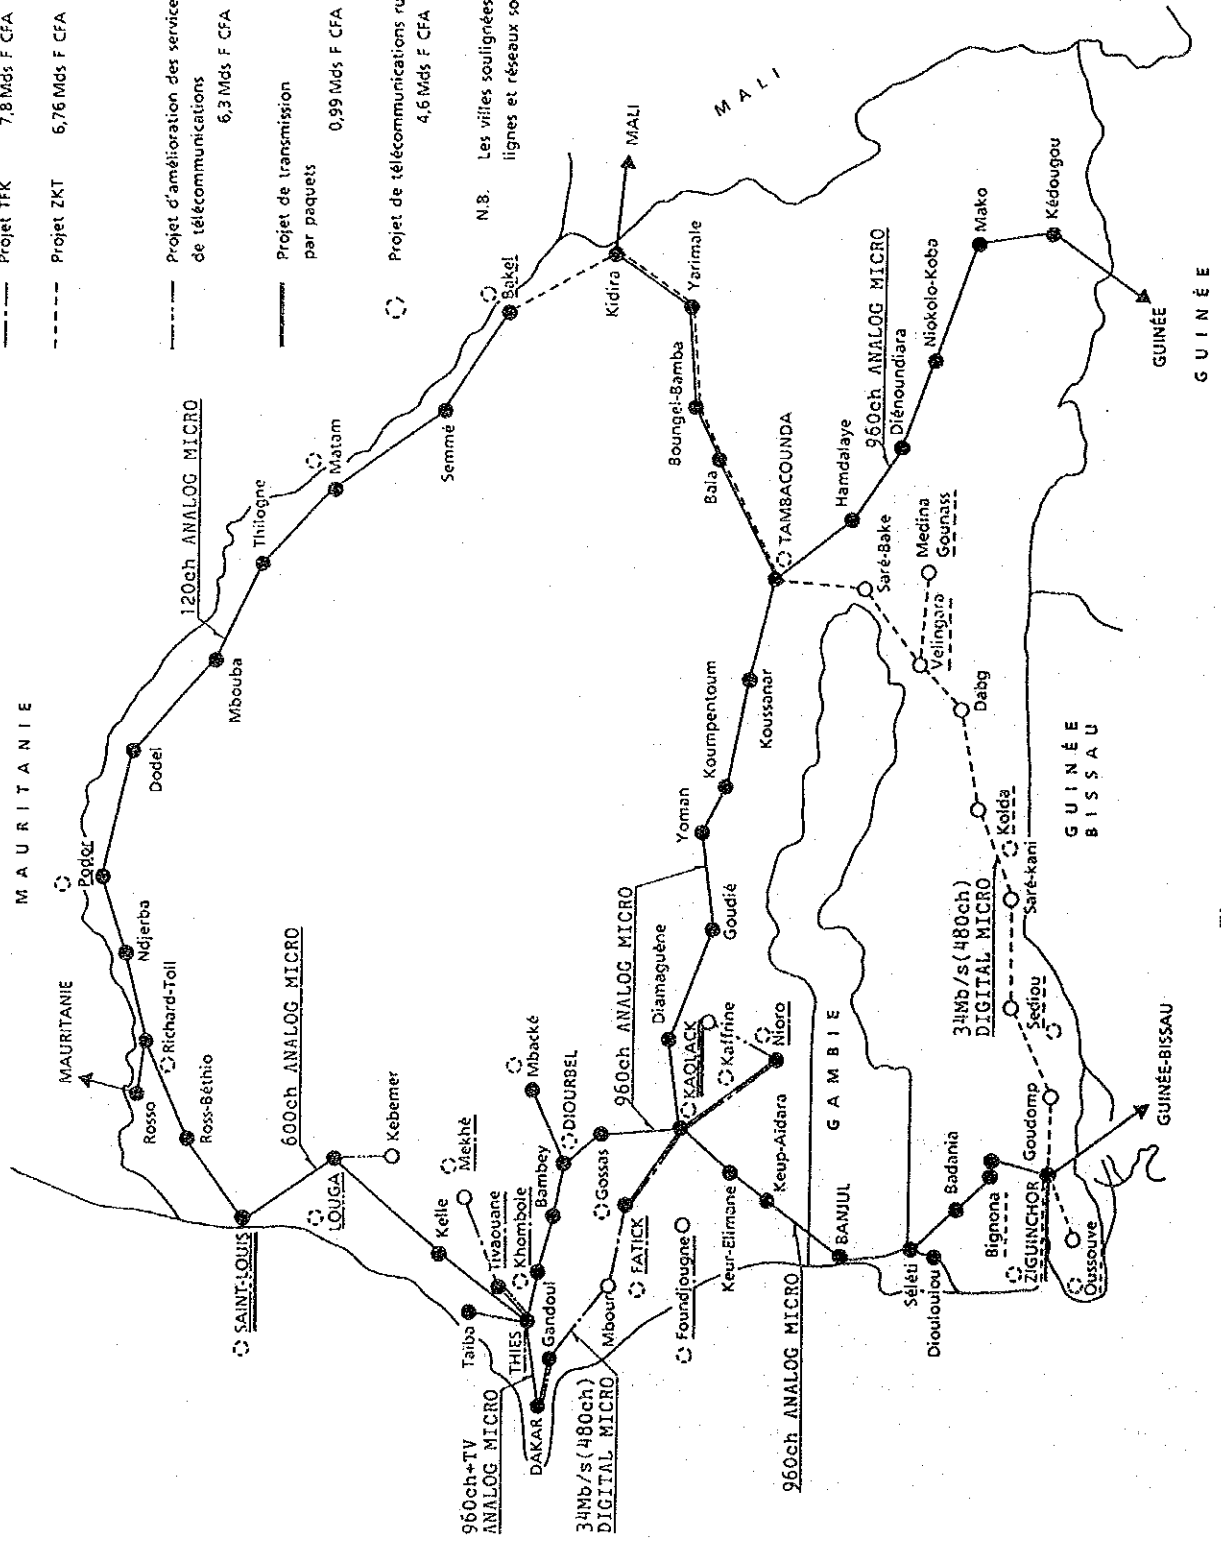 Projet TFK 7,8 Mds F CFA
Projet ZKT 6,76 Mds F CFA
Projet d'amélioration des service
de télécommunications
6,3 Mds F CFA
Projet de transmission
par paquets
0,99 Mds F CFA
Projet de télécommunications ru
4,6 Mds F CFA
N.B. Les villes soulignées
lignes et réseaux so
MAURITANIE
MAURITANIE
Rosso
Richard-Toll
Ross-Béthio
Ndjerba
Podor
Dodel
Mbouba
120ch ANALOG MICRO
Thilogne
Matam
Semmé
Bakel
Kidira
MALI
MALI
SAINT-LOUIS
600ch ANALOG MICRO
LOUGA
Kebemer
Kelle
Mekhé
Tivaouane
Taïba
THIES
Khombole
Gandoul
Bambey
DIOURBEL
Mbacké
960ch+TV
ANALOG MICRO
DAKAR
34Mb/s(480ch)
DIGITAL MICRO
Mbour
Gossas
FATICK
Foundjougne
KAOLACK
Kaffrine
Nioro
960ch ANALOG MICRO
Diamaguène
Goudié
Yoman
Koumpentoum
Koussanar
TAMBACOUNDA
Bala
Boungel-Bamba
Yarimale
Hamdalaye
960ch ANALOG MICRO
Diénoundiara
Niokolo-Koba
Mako
Kédougou
GUINÉE
GUINÉE
Keur-Elimane
Keup-Aidara
960ch ANALOG MICRO
BANJUL
GAMBIE
Séléti
Diouloulou
Badania
Bignona
ZIGUINCHOR
Oussouve
Goudomp
Sediou
34Mb/s(480ch)
DIGITAL MICRO
Saré-kani
Kolda
Dabg
Velingara
Medina
Gounass
Saré-Bake
GUINÉE
BISSAU
GUINÉE-BISSAU